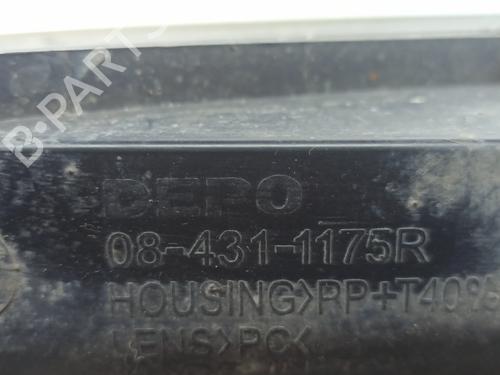 B-PARTS
DEPO
08-431-1175R
HOUSING>PP+T40%
LENS>PC<